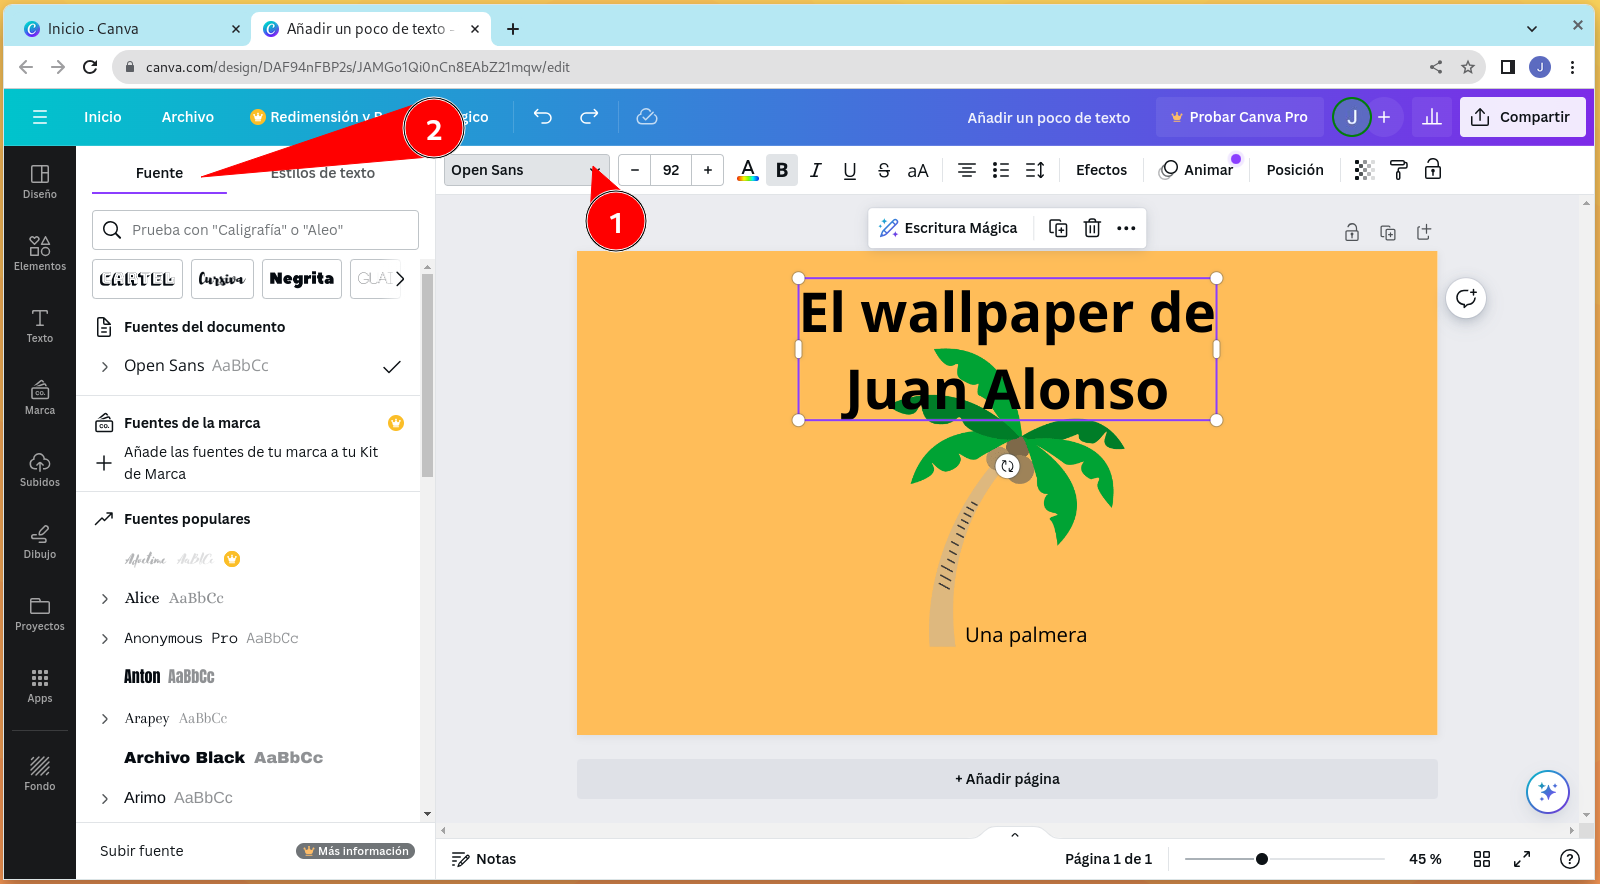 Inicio - Canva
Añadir un poco de texto -
canva.com/design/DAF94nFBP2s/JAMGo1Qi0nCn8EAbZ21mqw/edit
J
Inicio
Archivo
Redimensión y
Añadir un poco de texto
Probar Canva Pro
J
Compartir
2
Fuente
Estilos de texto
Open Sans
92
A
B
I
U
S
aA
Efectos
Animar
Posición
1
Diseño
Elementos
Texto
Marca
Subidos
Dibujo
Proyectos
Apps
Fondo
Prueba con "Caligrafía" o "Aleo"
CARTEL
Cursiva
Negrita
Fuentes del documento
Open Sans AaBbCc
Fuentes de la marca
Añade las fuentes de tu marca a tu Kit
de Marca
Fuentes populares
AaBbCc
Alice AaBbCc
Anonymous Pro AaBbCc
Anton AaBbCc
Arapey AaBbCc
Archivo Black AaBbCc
Arimo AaBbCc
Subir fuente
Más información
Escritura Mágica
El wallpaper de
Juan Alonso
Una palmera
+ Añadir página
Notas
Página 1 de 1
45 %